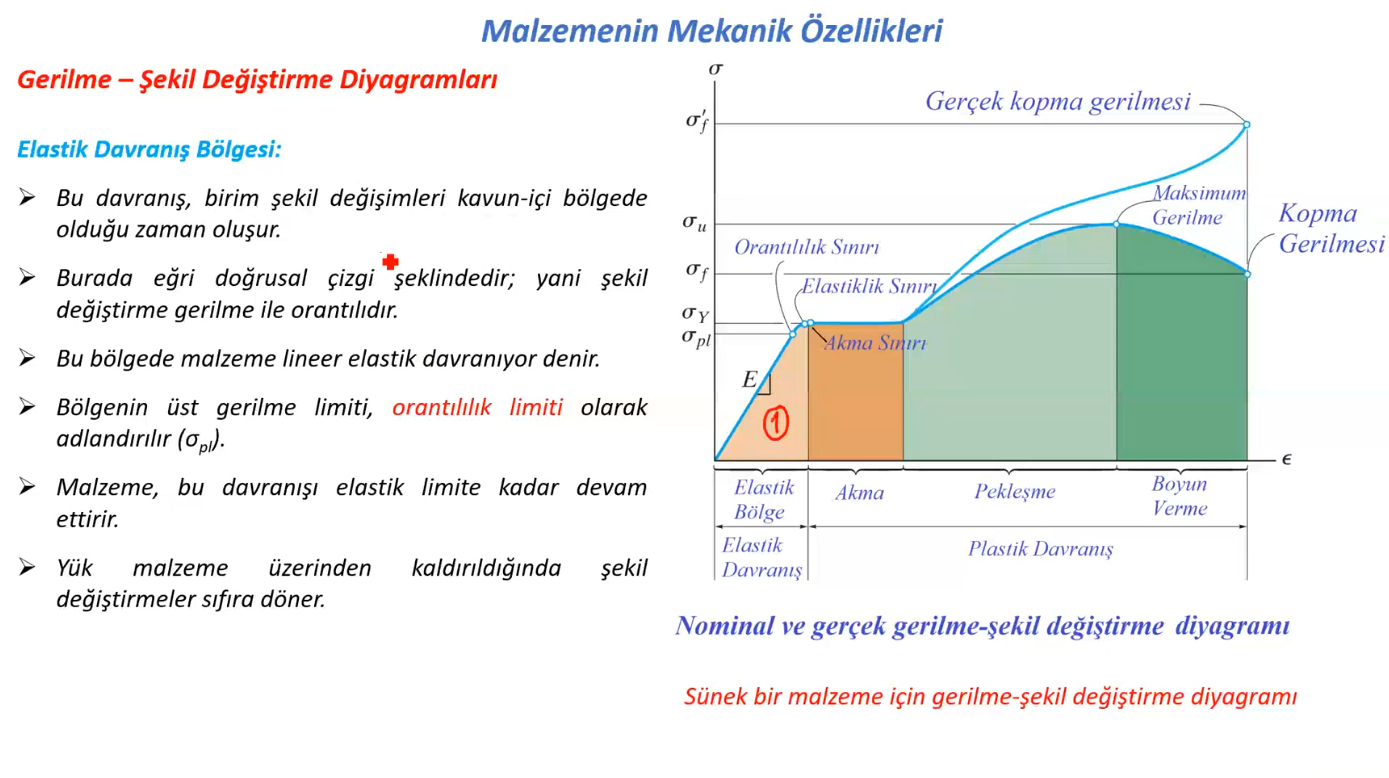 Malzemenin Mekanik Özellikleri
Gerilme – Şekil Değiştirme Diyagramları
Elastik Davranış Bölgesi:
➢ Bu davranış, birim şekil değişimleri kavun-içi bölgede
olduğu zaman oluşur.
➢ Burada eğri doğrusal çizgi şeklindedir; yani şekil
değiştirme gerilme ile orantılıdır.
➢ Bu bölgede malzeme lineer elastik davranıyor denir.
➢ Bölgenin üst gerilme limiti, orantılılık limiti olarak
adlandırılır (σpl).
➢ Malzeme, bu davranışı elastik limite kadar devam
ettirir.
➢ Yük malzeme üzerinden kaldırıldığında şekil
değiştirmeler sıfıra döner.
σ
Gerçek kopma gerilmesi
σ′f
Maksimum
Gerilme
σu
Kopma
Gerilmesi
Orantılılık Sınırı
σf
Elastiklik Sınırı
σY
σpl
Akma Sınırı
E
1
ϵ
Elastik
Bölge
Akma
Pekleşme
Boyun
Verme
Elastik
Davranış
Plastik Davranış
Nominal ve gerçek gerilme-şekil değiştirme diyagramı
Sünek bir malzeme için gerilme-şekil değiştirme diyagramı